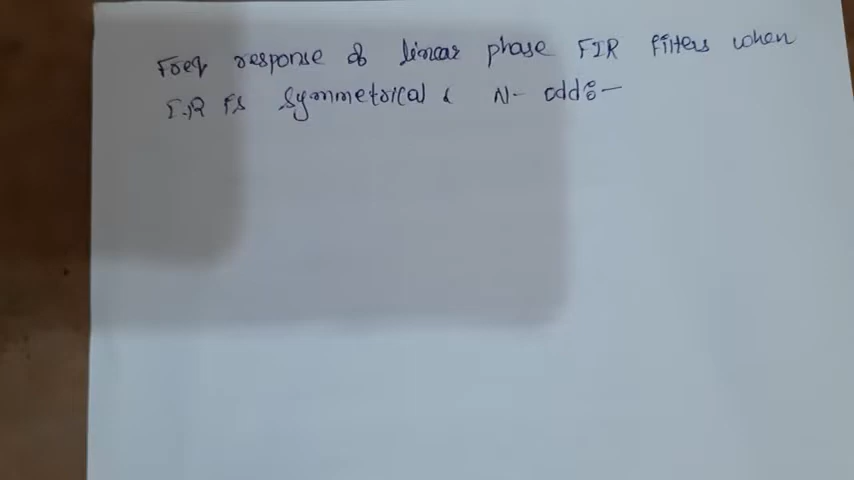 Freq response of linear phase FIR filters when
I.R is symmetrical & N- odd:-